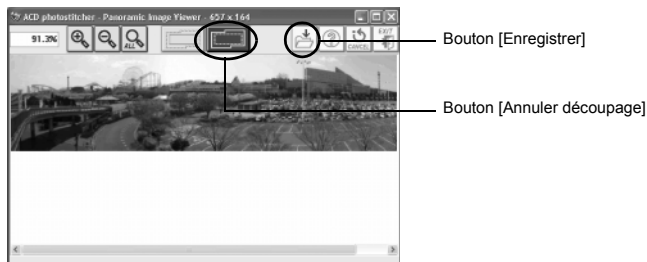 ACD photostitcher - Panoramic Image Viewer - 657 x 164
91.3%
ALL
CANCEL
EXIT
Bouton [Enregistrer]
Bouton [Annuler découpage]